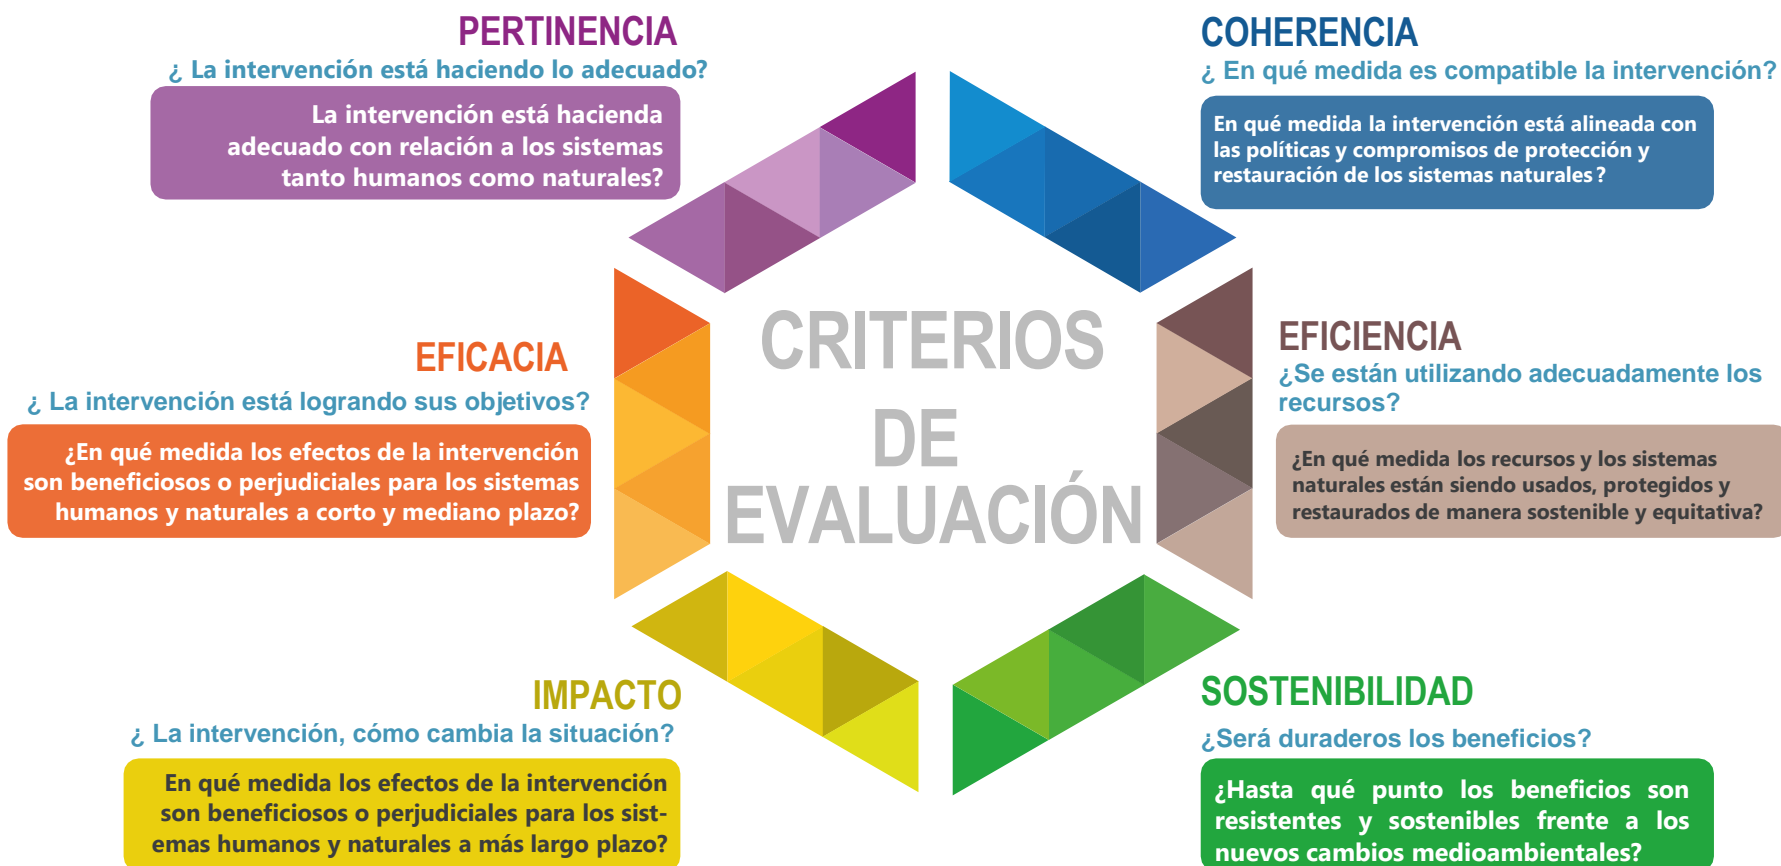 PERTINENCIA
¿ La intervención está haciendo lo adecuado?
La intervención está hacienda
adecuado con relación a los sistemas
tanto humanos como naturales?
COHERENCIA
¿ En qué medida es compatible la intervención?
En qué medida la intervención está alineada con
las políticas y compromisos de protección y
restauración de los sistemas naturales ?
CRITERIOS
DE
EVALUACIÓN
EFICACIA
¿ La intervención está logrando sus objetivos?
¿En qué medida los efectos de la intervención
son beneficiosos o perjudiciales para los sistemas
humanos y naturales a corto y mediano plazo?
EFICIENCIA
¿Se están utilizando adecuadamente los
recursos?
¿En qué medida los recursos y los sistemas
naturales están siendo usados, protegidos y
restaurados de manera sostenible y equitativa?
IMPACTO
¿ La intervención, cómo cambia la situación?
En qué medida los efectos de la intervención
son beneficiosos o perjudiciales para los sist-
emas humanos y naturales a más largo plazo?
SOSTENIBILIDAD
¿Será duraderos los beneficios?
¿Hasta qué punto los beneficios son
resistentes y sostenibles frente a los
nuevos cambios medioambientales?